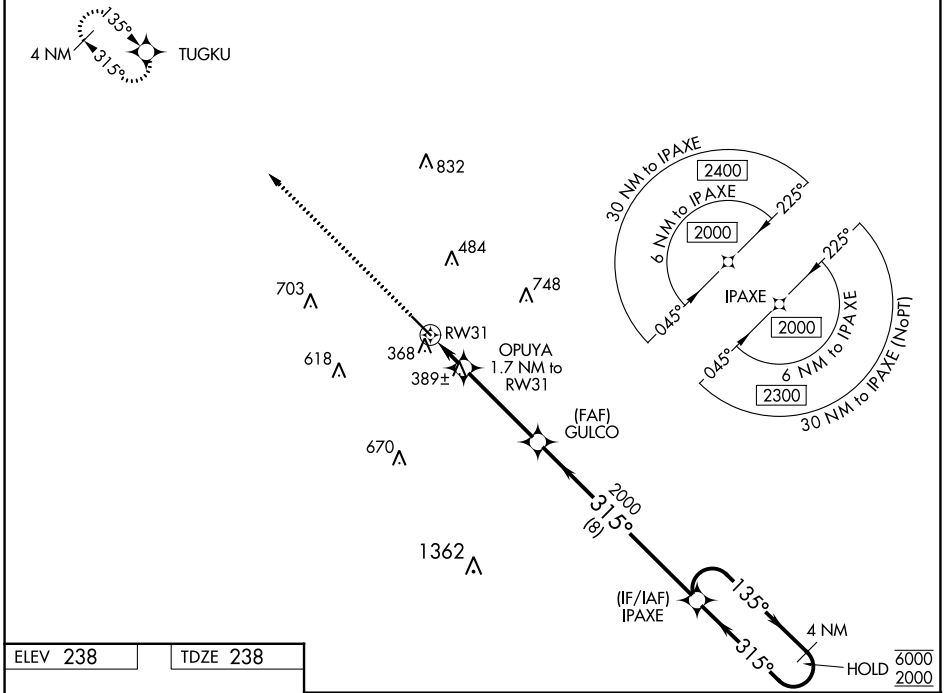 135°
4 NM
315°
TUGKU
832
484
748
703
RW31
368
618
389±
OPUYA
1.7 NM to
RW31
(FAF)
GULCO
670
2000
315°
(8)
1362
(IF/IAF)
IPAXE
135°
4 NM
315°
HOLD 6000
2000
30 NM to IPAXE
2400
6 NM to IPAXE
2000
225°
045°
IPAXE
225°
2000
045°
6 NM to IPAXE
2300
30 NM to IPAXE (NoPT)
ELEV 238
TDZE 238